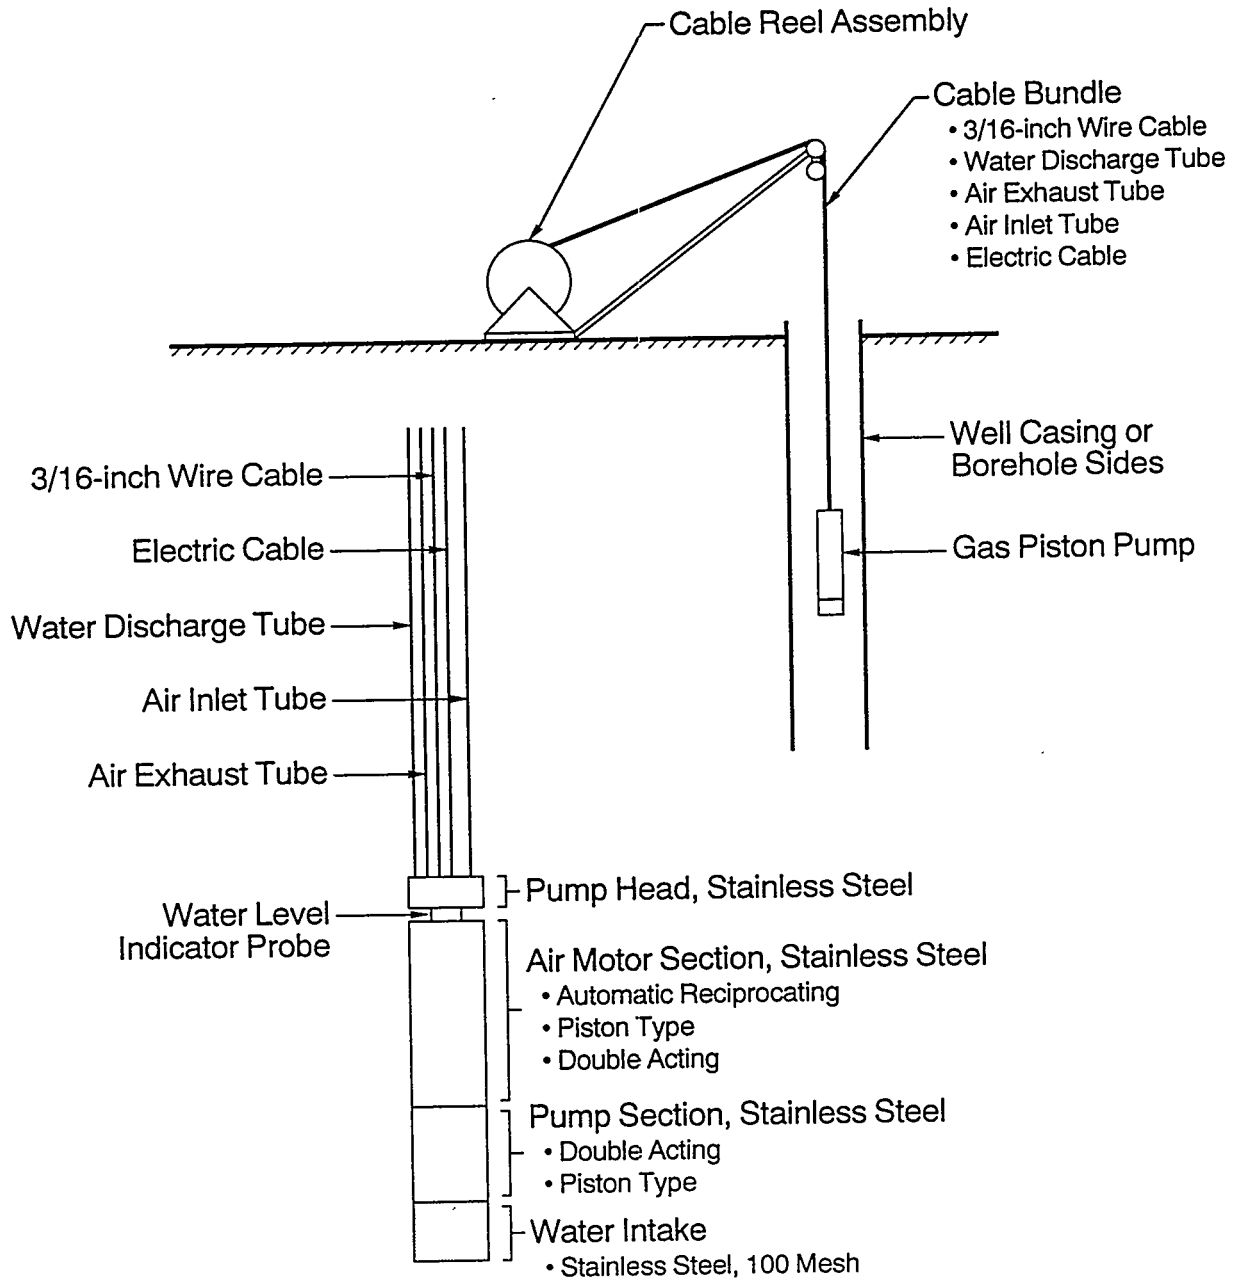 Cable Reel Assembly
Cable Bundle
• 3/16-inch Wire Cable
• Water Discharge Tube
• Air Exhaust Tube
• Air Inlet Tube
• Electric Cable
Well Casing or
Borehole Sides
Gas Piston Pump
3/16-inch Wire Cable
Electric Cable
Water Discharge Tube
Air Inlet Tube
Air Exhaust Tube
Pump Head, Stainless Steel
Water Level
Indicator Probe
Air Motor Section, Stainless Steel
• Automatic Reciprocating
• Piston Type
• Double Acting
Pump Section, Stainless Steel
• Double Acting
• Piston Type
Water Intake
• Stainless Steel, 100 Mesh